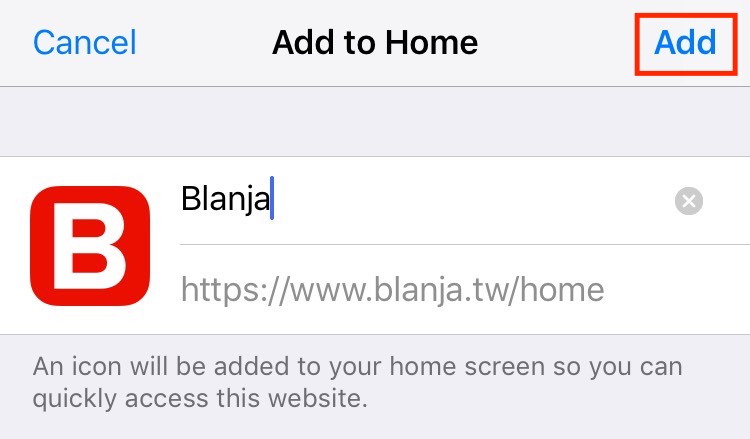 Cancel Add to Home Add
Blanja
B
https://www.blanja.tw/home
An icon will be added to your home screen so you can
quickly access this website.